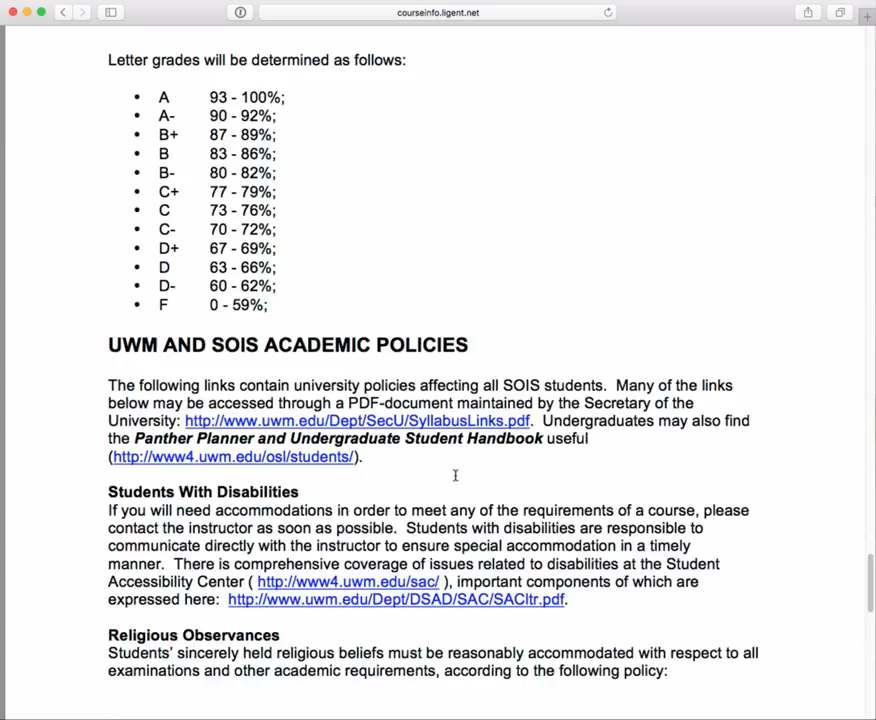 courseinfo.ligent.net
Letter grades will be determined as follows:
• A 93 - 100%;
• A- 90 - 92%;
• B+ 87 - 89%;
• B 83 - 86%;
• B- 80 - 82%;
• C+ 77 - 79%;
• C 73 - 76%;
• C- 70 - 72%;
• D+ 67 - 69%;
• D 63 - 66%;
• D- 60 - 62%;
• F 0 - 59%;
UWM AND SOIS ACADEMIC POLICIES
The following links contain university policies affecting all SOIS students. Many of the links
below may be accessed through a PDF-document maintained by the Secretary of the
University: http://www.uwm.edu/Dept/SecU/SyllabusLinks.pdf. Undergraduates may also find
the Panther Planner and Undergraduate Student Handbook useful
(http://www4.uwm.edu/osl/students/).
Students With Disabilities
If you will need accommodations in order to meet any of the requirements of a course, please
contact the instructor as soon as possible. Students with disabilities are responsible to
communicate directly with the instructor to ensure special accommodation in a timely
manner. There is comprehensive coverage of issues related to disabilities at the Student
Accessibility Center ( http://www4.uwm.edu/sac/ ), important components of which are
expressed here: http://www.uwm.edu/Dept/DSAD/SAC/SACltr.pdf.
Religious Observances
Students’ sincerely held religious beliefs must be reasonably accommodated with respect to all
examinations and other academic requirements, according to the following policy: